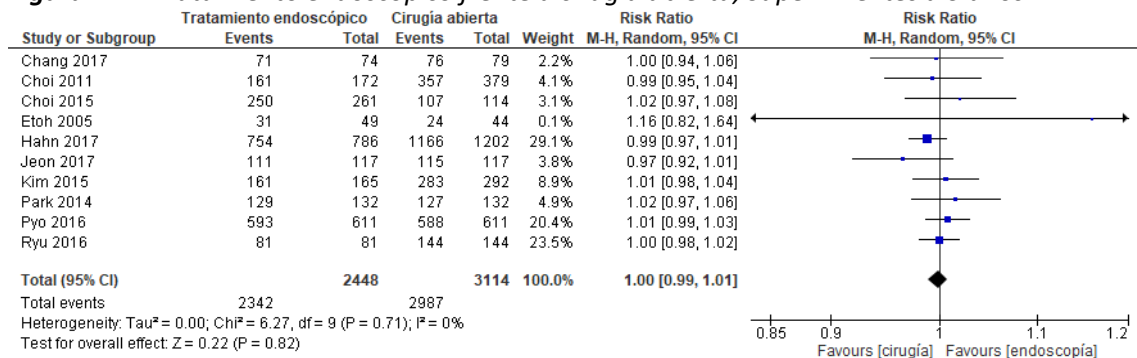 Tratamiento endoscópico Cirugía abierta Risk Ratio Risk Ratio
Study or Subgroup Events Total Events Total Weight M-H, Random, 95% CI M-H, Random, 95% CI
Chang 2017 71 74 76 79 2.2% 1.00 [0.94, 1.06]
Choi 2011 161 172 357 379 4.1% 0.99 [0.95, 1.04]
Choi 2015 250 261 107 114 3.1% 1.02 [0.97, 1.08]
Etoh 2005 31 49 24 44 0.1% 1.16 [0.82, 1.64]
Hahn 2017 754 786 1166 1202 29.1% 0.99 [0.97, 1.01]
Jeon 2017 111 117 115 117 3.8% 0.97 [0.92, 1.01]
Kim 2015 161 165 283 292 8.9% 1.01 [0.98, 1.04]
Park 2014 129 132 127 132 4.9% 1.02 [0.97, 1.06]
Pyo 2016 593 611 588 611 20.4% 1.01 [0.99, 1.03]
Ryu 2016 81 81 144 144 23.5% 1.00 [0.98, 1.02]
Total (95% CI) 2448 3114 100.0% 1.00 [0.99, 1.01]
Total events 2342 2987
Heterogeneity: Tau² = 0.00; Chi² = 6.27, df = 9 (P = 0.71); I² = 0%
Test for overall effect: Z = 0.22 (P = 0.82)
0.85 0.9 1 1.1 1.2
Favours [cirugía] Favours [endoscopía]